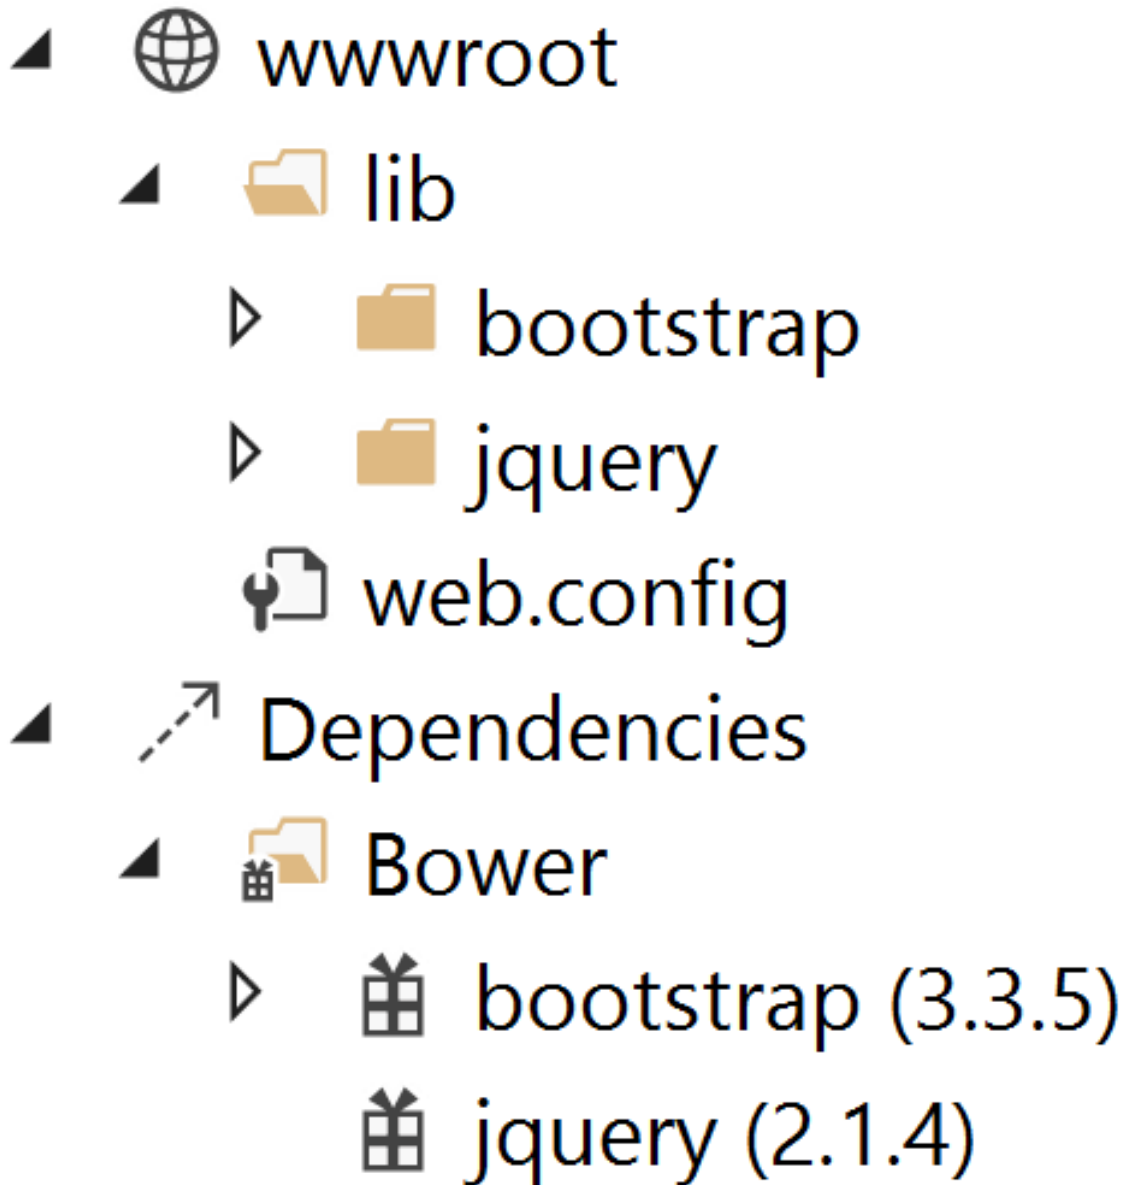 wwwroot
lib
bootstrap
jquery
web.config
Dependencies
Bower
bootstrap (3.3.5)
jquery (2.1.4)